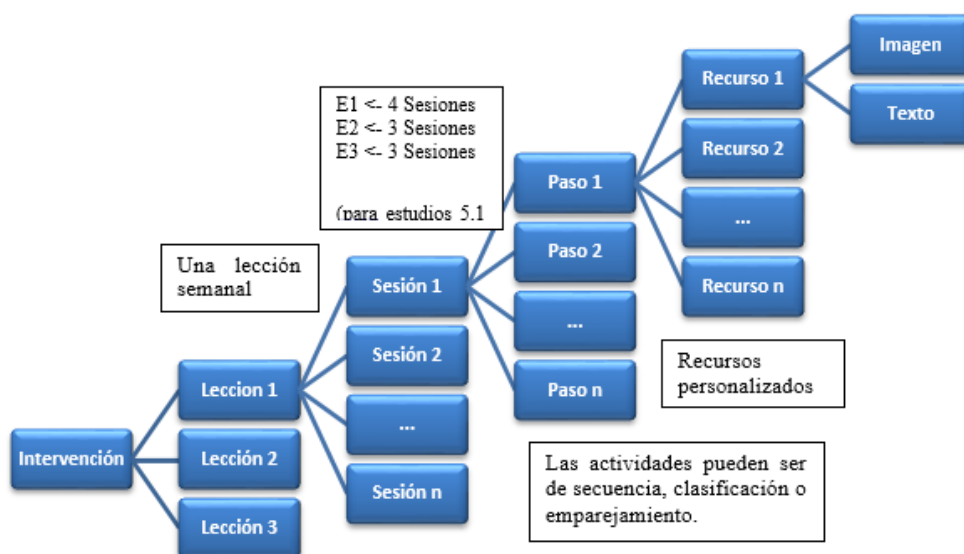 Intervención
Leccion 1
Lección 2
Lección 3
Una lección
semanal
Sesión 1
Sesión 2
...
Sesión n
E1 <- 4 Sesiones
E2 <- 3 Sesiones
E3 <- 3 Sesiones
(para estudios 5.1
Paso 1
Paso 2
...
Paso n
Las actividades pueden ser
de secuencia, clasificación o
emparejamiento.
Recurso 1
Recurso 2
...
Recurso n
Recursos
personalizados
Imagen
Texto